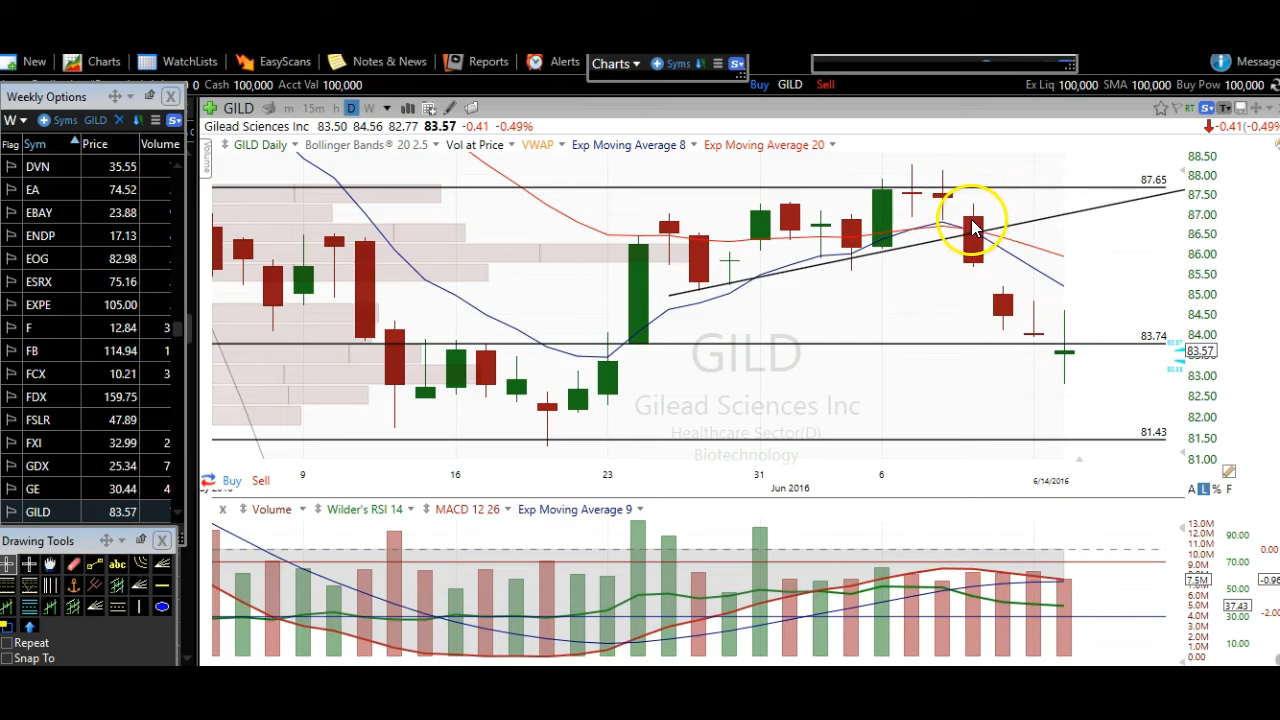 New Charts WatchLists EasyScans Notes & News Reports Alerts Charts Syms S Message
0 Cash 100,000 Acct Val 100,000 Buy GILD Sell Ex Liq 100,000 SMA 100,000 Buy Pow 100,000
Weekly Options
W Syms GILD S
Flag Sym Price Volume
DVN 35.55
EA 74.52
EBAY 23.88
ENDP 17.13
EOG 82.98
ESRX 75.16
EXPE 105.00
F 12.84 3
FB 114.94 1
FCX 10.21 3
FDX 159.75
FSLR 47.89
FXI 32.99 2
GDX 25.34 7
GE 30.44 4
GILD 83.57
Drawing Tools
abc
Repeat
Snap To
GILD m 15m h D W RT S T
Gilead Sciences Inc 83.50 84.56 82.77 83.57 -0.41 -0.49% -0.41(-0.49%
Volume
GILD Daily Bollinger Bands® 20 2.5 Vol at Price VWAP Exp Moving Average 8 Exp Moving Average 20
88.50
88.00
87.65
87.50
87.00
86.50
86.00
85.50
85.00
84.50
84.00
83.74
83.57
83.00
82.50
82.00
81.50
81.43
81.00
GILD
Gilead Sciences Inc
Healthcare Sector(D)
Biotechnology
9 16 23 31 6 6/14/2016
Jun 2016
Buy Sell
A L % F
X Volume Wilder's RSI 14 MACD 12 26 Exp Moving Average 9
13.0M
12.0M
11.0M 90.00
10.0M 0.00
9.0M 70.00
8.0M
7.5M 50.00 -0.95
6.0M
5.0M 37.43
4.0M -2.00
3.0M 30.00
2.0M
1.0M 10.00
0.00